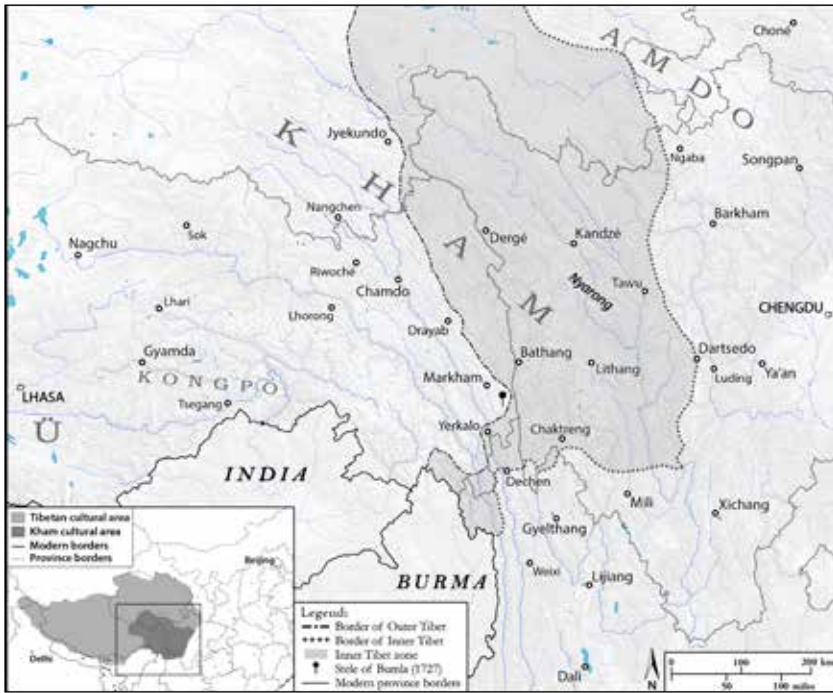 Choné
AMDO
Jyekundo
KHAM
Ngaba
Songpan
Nangchen
Sok
Barkham
Nagchu
Dergé
Kandzé
Riwoché
Chamdo
Nyarong
Tawu
Lhari
Lhorong
CHENGDU
Drayab
Gyamda
Bathang
Lithang
Dartsedo
Luding
Ya'an
KONGPO
Markham
LHASA
Tsegang
Ü
Yerkalo
Chaktreng
INDIA
Dechen
Mili
Xichang
Gyelthang
Weixi
Lijiang
BURMA
Dali
Tibetan cultural area
Kham cultural area
Modern borders
Province borders
Beijing
Delhi
Legend:
Border of Outer Tibet
Border of Inner Tibet
Inner Tibet zone
Stele of Bumla (1727)
Modern province borders
N
0 100 200 km
50 100 miles